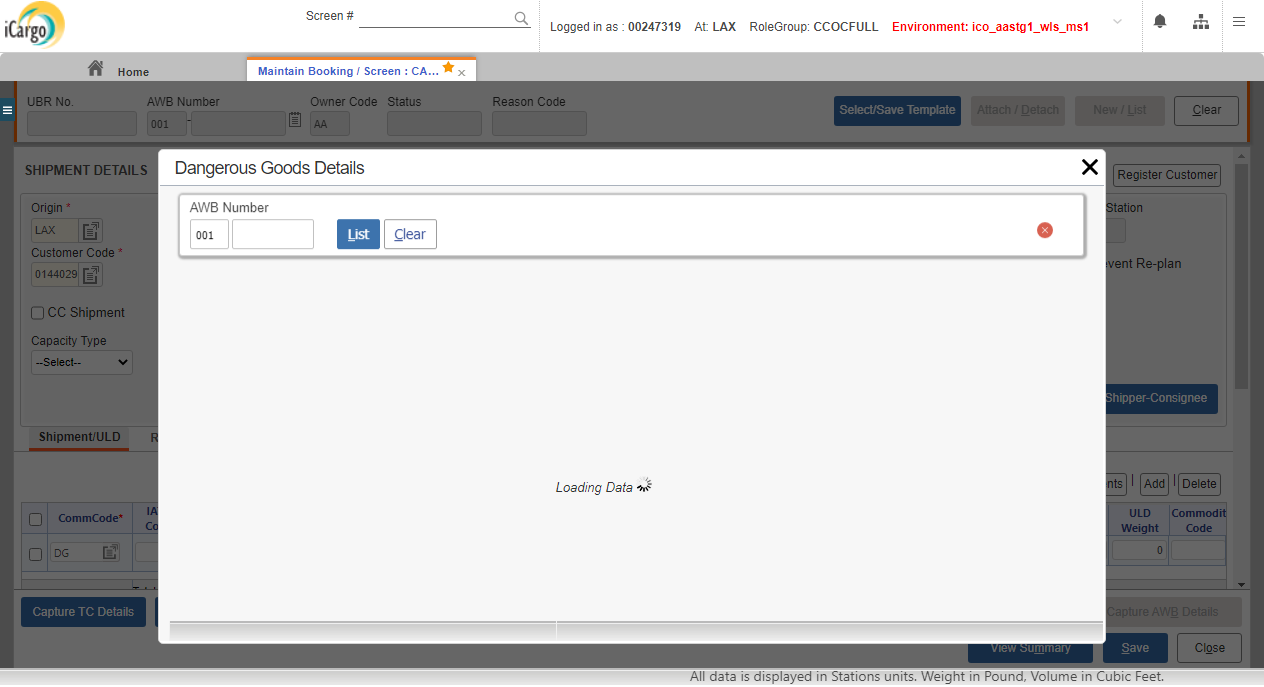 iCargo
Screen #
Logged in as : 00247319 At: LAX RoleGroup: CCOCFULL Environment: ico_aastg1_wls_ms1
Home
Maintain Booking / Screen : CA...
UBR No. AWB Number Owner Code Status Reason Code
001 - AA
Select/Save Template Attach / Detach New / List Clear
SHIPMENT DETAILS
Register Customer
Dangerous Goods Details
AWB Number
001 List Clear
Origin *
LAX
Station
Customer Code *
0144029
event Re-plan
CC Shipment
Capacity Type
--Select--
Shipper-Consignee
Shipment/ULD R
nts Add Delete
CommCode*
IA
Co
ULD
Weight
Commodit
Code
DG 0
Loading Data
Capture TC Details
Capture AWB Details
View Summary Save Close
All data is displayed in Stations units. Weight in Pound, Volume in Cubic Feet.